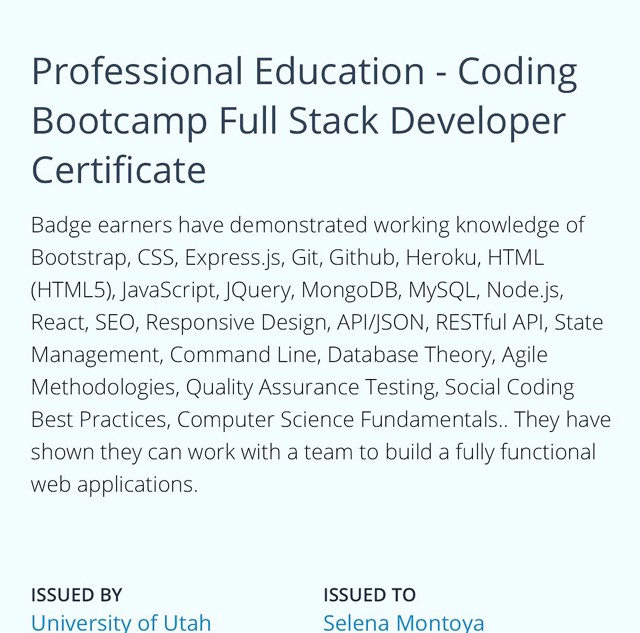 Professional Education - Coding
Bootcamp Full Stack Developer
Certificate
Badge earners have demonstrated working knowledge of
Bootstrap, CSS, Express.js, Git, Github, Heroku, HTML
(HTML5), JavaScript, JQuery, MongoDB, MySQL, Node.js,
React, SEO, Responsive Design, API/JSON, RESTful API, State
Management, Command Line, Database Theory, Agile
Methodologies, Quality Assurance Testing, Social Coding
Best Practices, Computer Science Fundamentals.. They have
shown they can work with a team to build a fully functional
web applications.
ISSUED BY
ISSUED TO
University of Utah
Selena Montoya